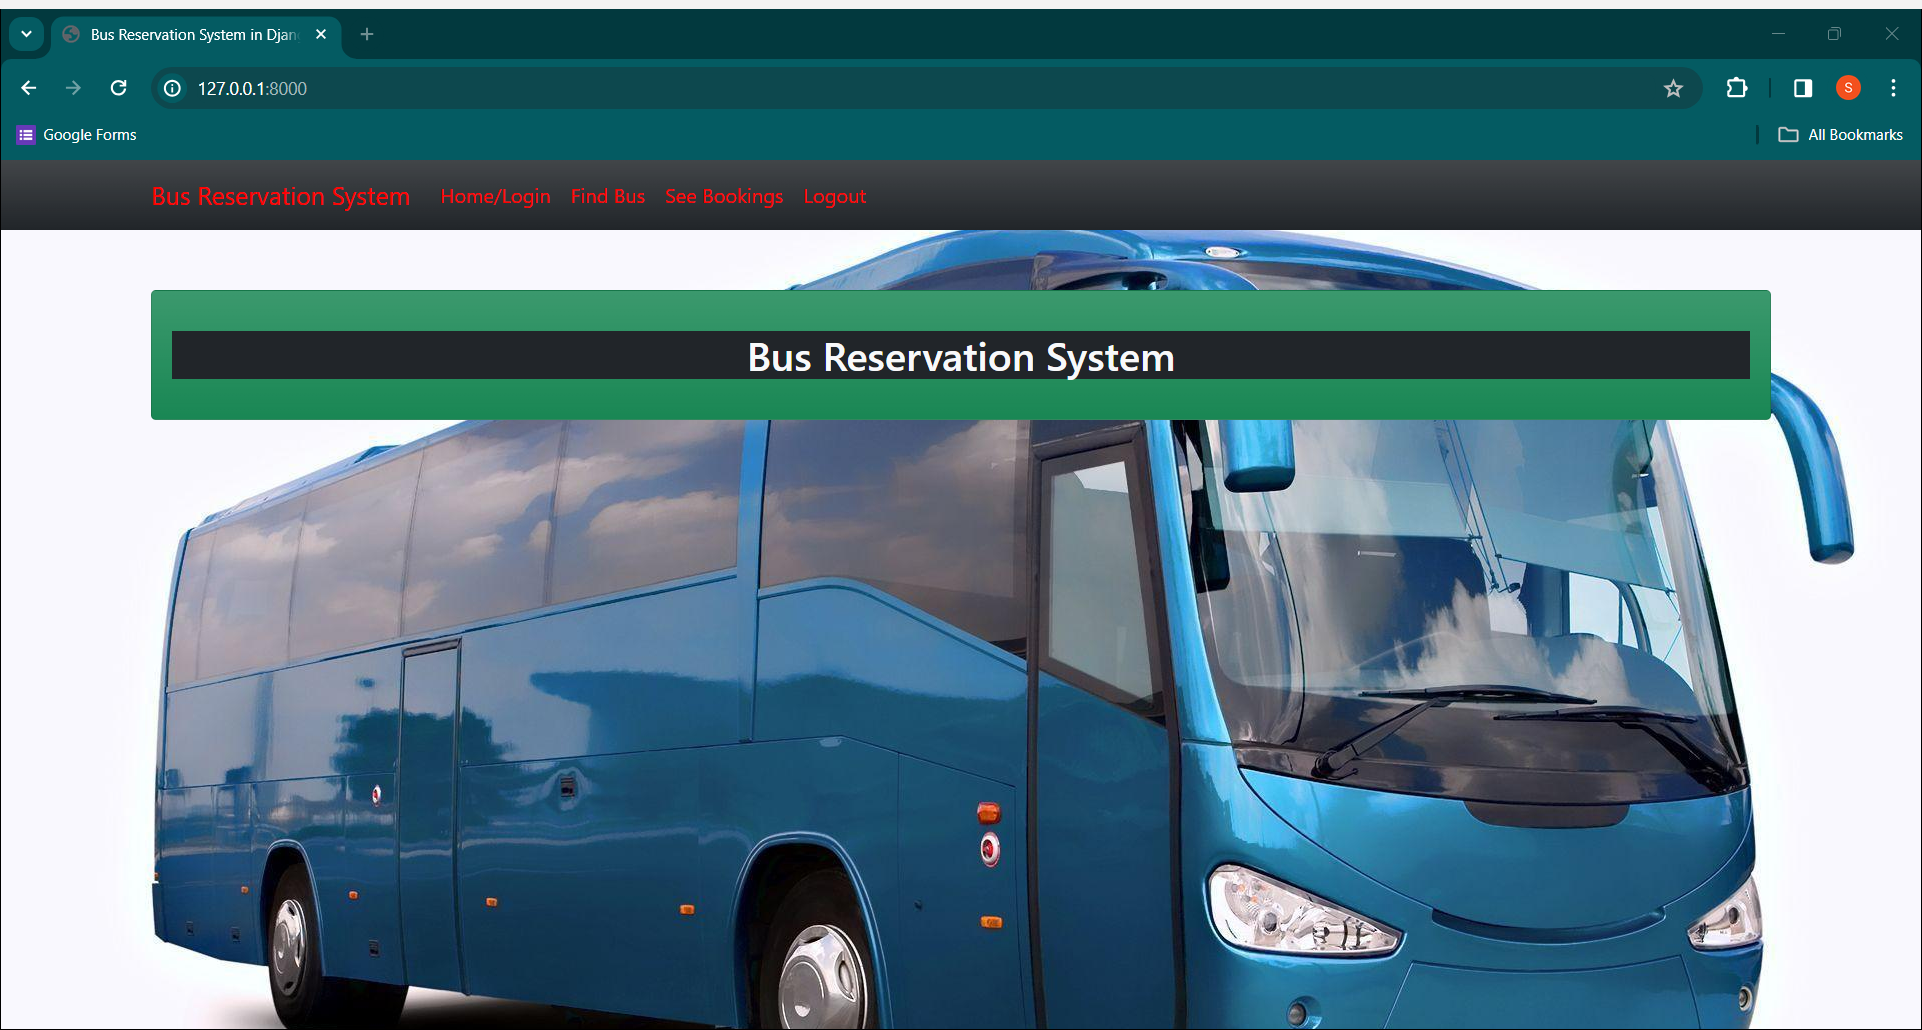 Bus Reservation System in Djan
127.0.0.1:8000
S
Google Forms
All Bookmarks
Bus Reservation System Home/Login Find Bus See Bookings Logout
Bus Reservation System